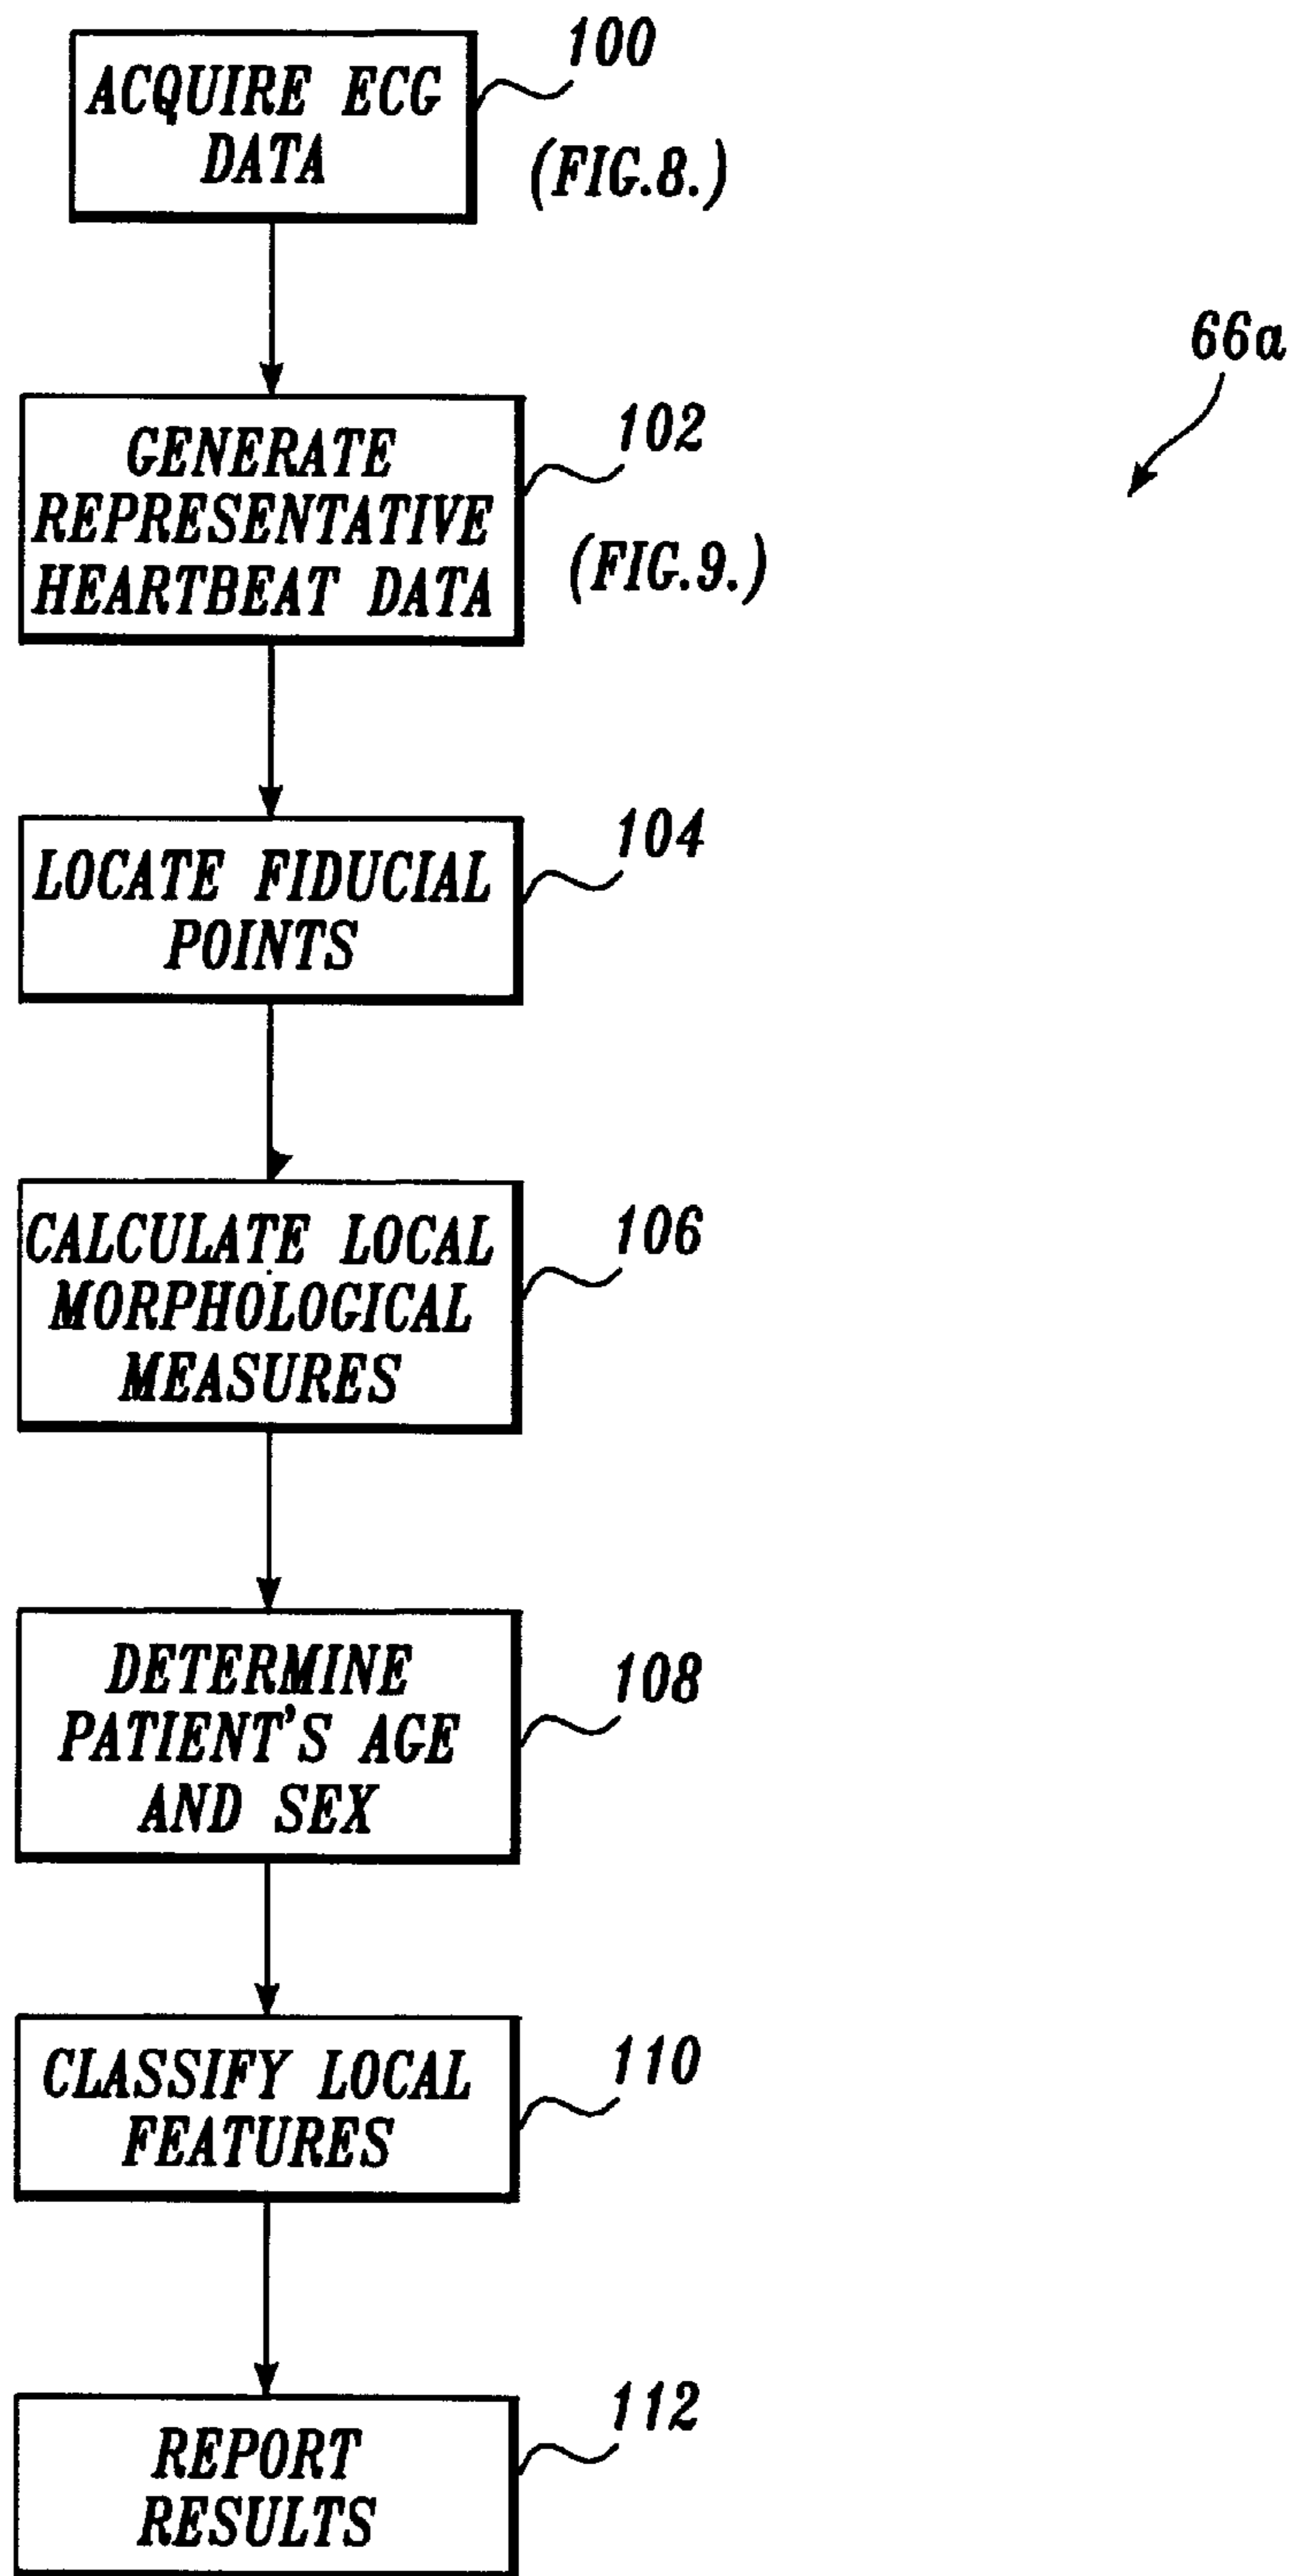 ACQUIRE ECG
DATA
100
(FIG.8.)
66a
GENERATE
REPRESENTATIVE
HEARTBEAT DATA
102
(FIG.9.)
LOCATE FIDUCIAL
POINTS
104
CALCULATE LOCAL
MORPHOLOGICAL
MEASURES
106
DETERMINE
PATIENT'S AGE
AND SEX
108
CLASSIFY LOCAL
FEATURES
110
REPORT
RESULTS
112